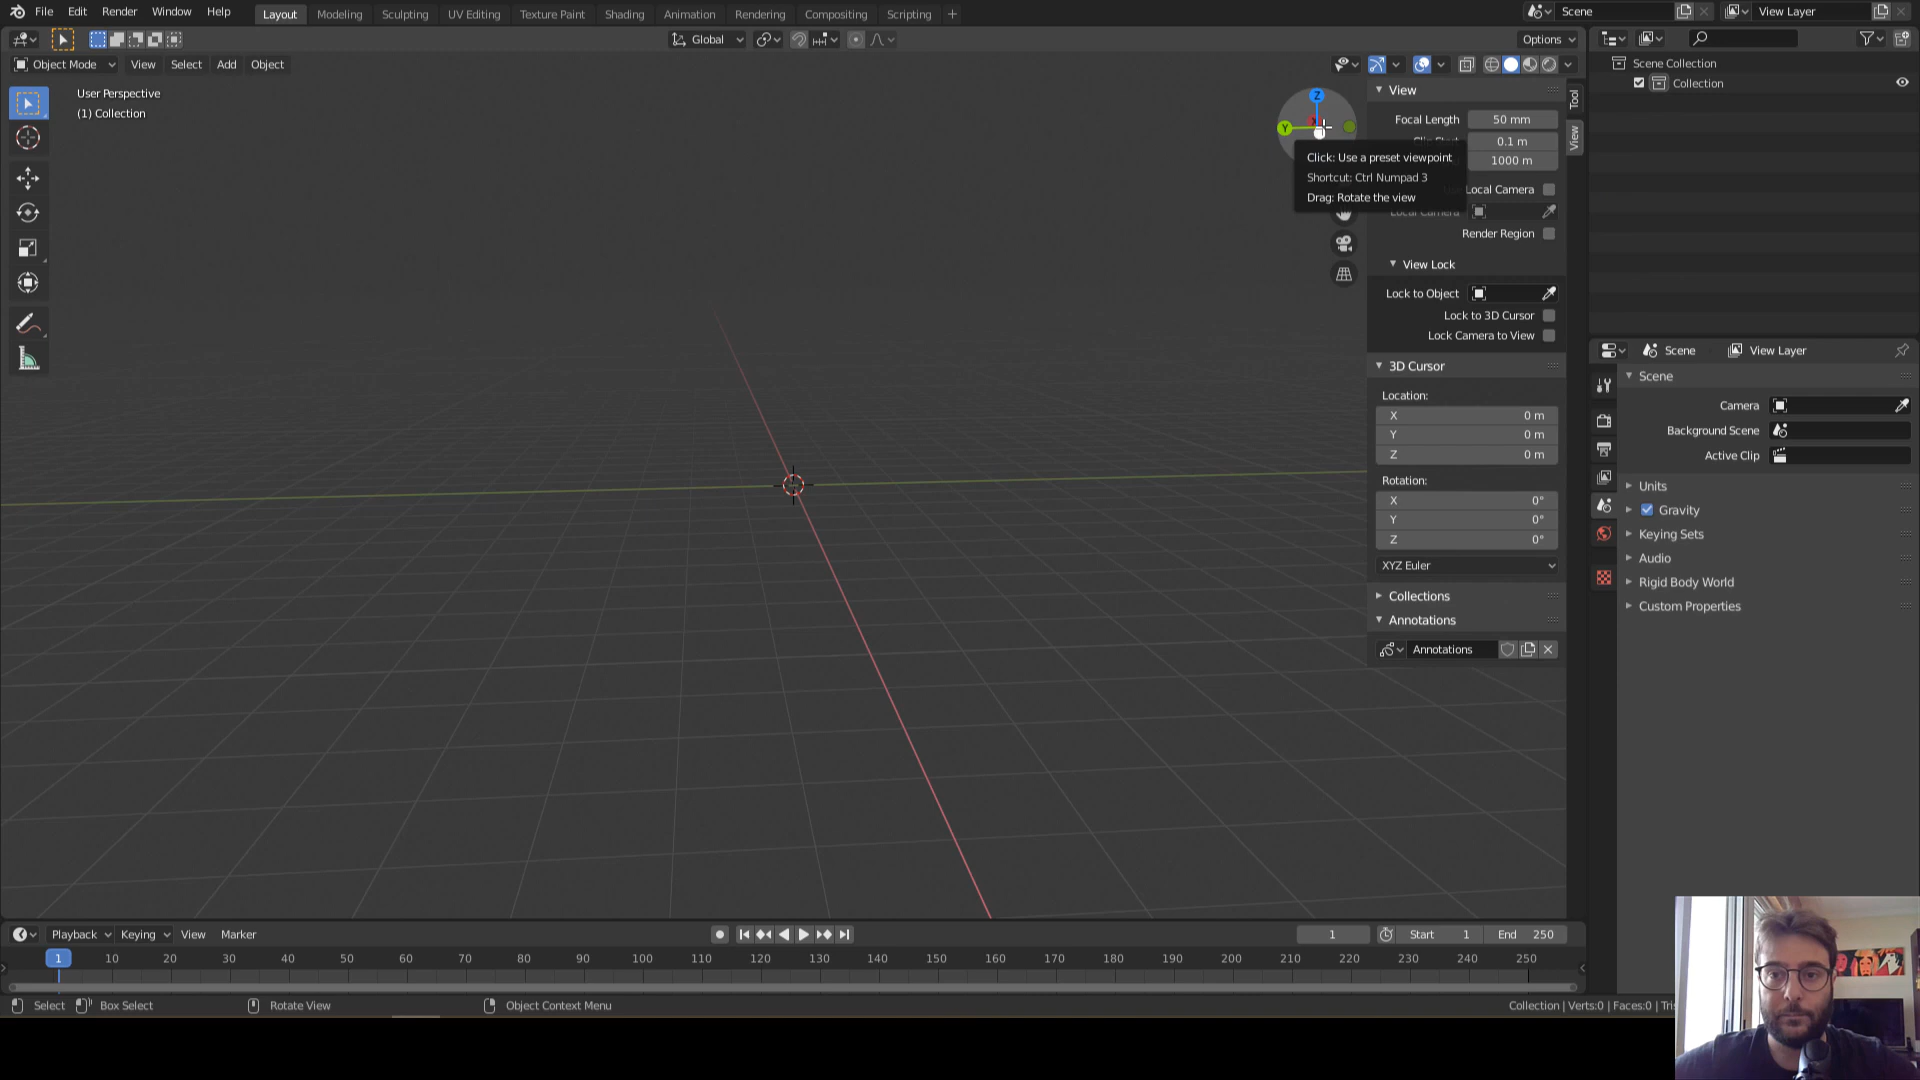 File Edit Render Window Help Layout Modeling Sculpting UV Editing Texture Paint Shading Animation Rendering Compositing Scripting + Scene View Layer
Global Options
Object Mode View Select Add Object
User Perspective
(1) Collection
Z
Y
X
Click: Use a preset viewpoint
Shortcut: Ctrl Numpad 3
Drag: Rotate the view
View
Focal Length 50 mm
0.1 m
1000 m
Local Camera
Local Camera
Render Region
View Lock
Lock to Object
Lock to 3D Cursor
Lock Camera to View
3D Cursor
Location:
X 0 m
Y 0 m
Z 0 m
Rotation:
X 0°
Y 0°
Z 0°
XYZ Euler
Collections
Annotations
Annotations
Tool
View
Scene Collection
Collection
Scene View Layer
Scene
Camera
Background Scene
Active Clip
Units
Gravity
Keying Sets
Audio
Rigid Body World
Custom Properties
Playback Keying View Marker 1 Start 1 End 250
1 10 20 30 40 50 60 70 80 90 100 110 120 130 140 150 160 170 180 190 200 210 220 230 240 250
Select Box Select Rotate View Object Context Menu Collection | Verts:0 | Faces:0 | Tris